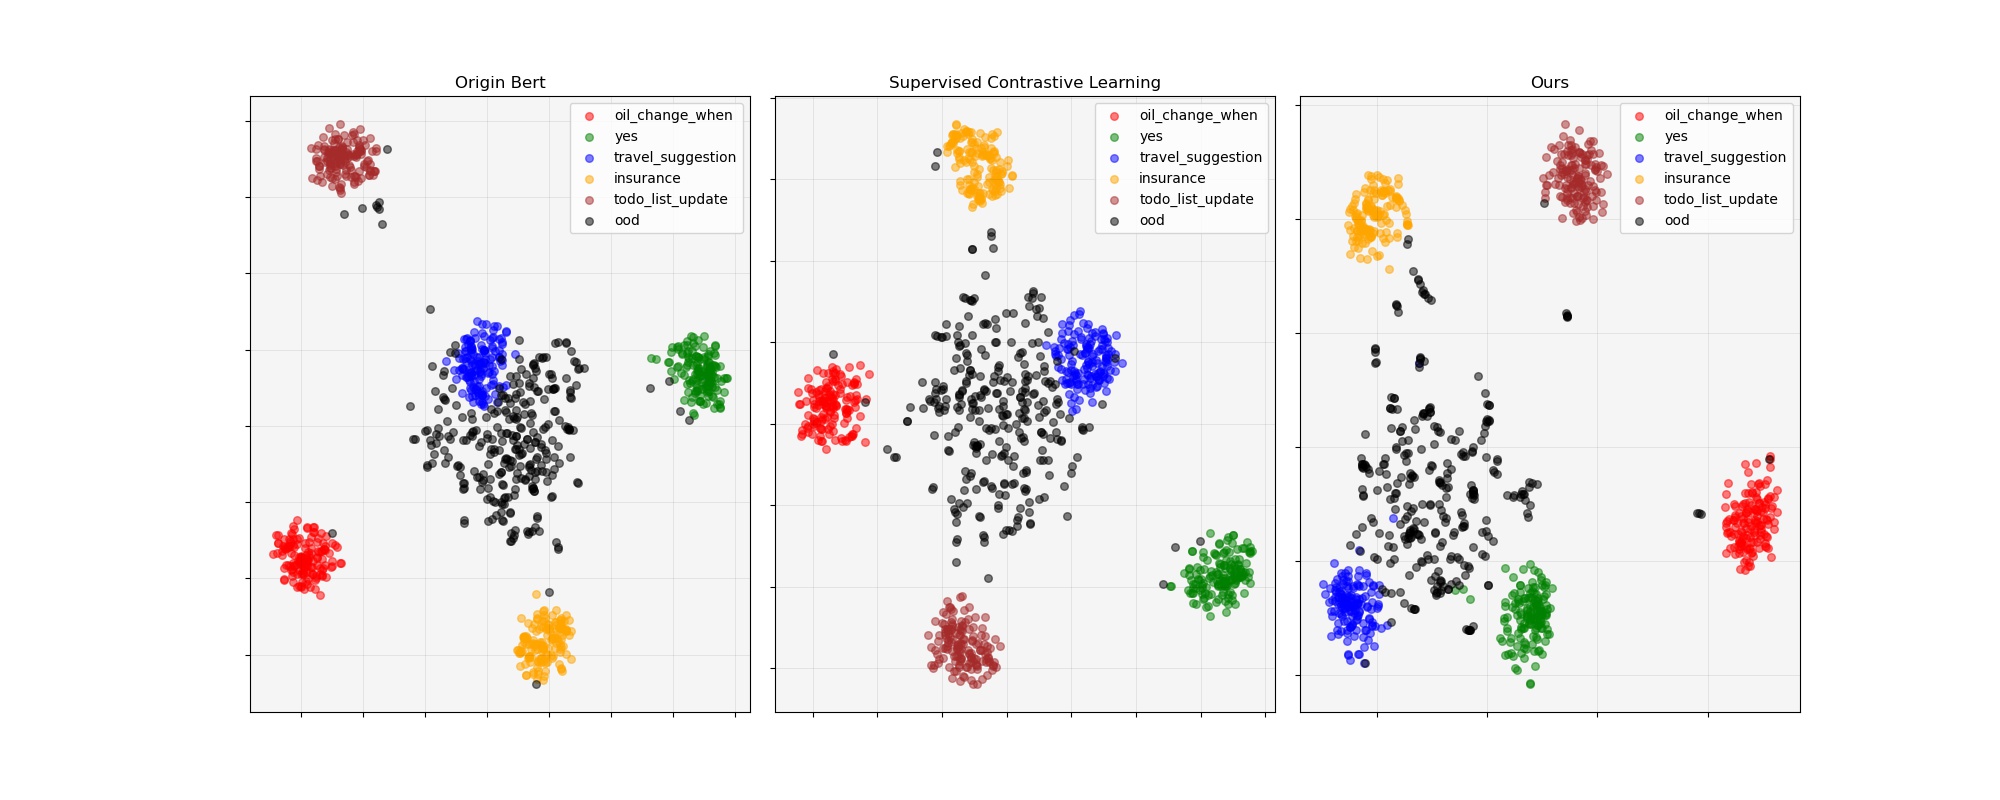 Origin Bert
oil_change_when
yes
travel_suggestion
insurance
todo_list_update
ood
Supervised Contrastive Learning
oil_change_when
yes
travel_suggestion
insurance
todo_list_update
ood
Ours
oil_change_when
yes
travel_suggestion
insurance
todo_list_update
ood